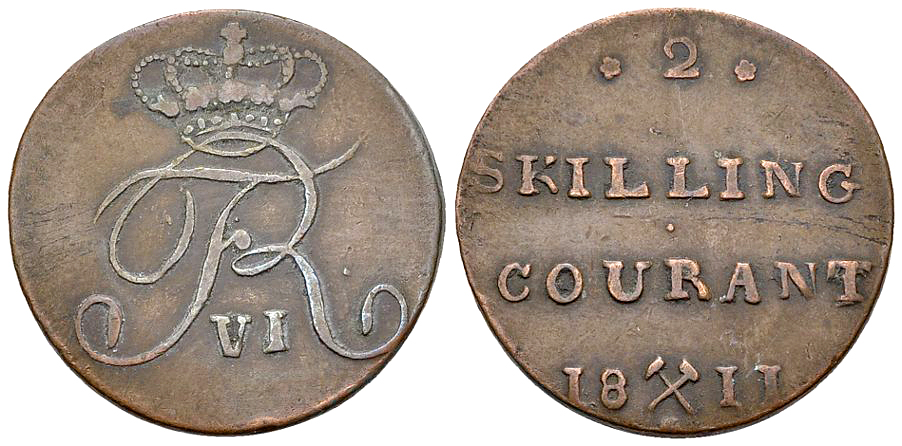 FR
VI
2
SKILLING
COURANT
18 ⚒ 11